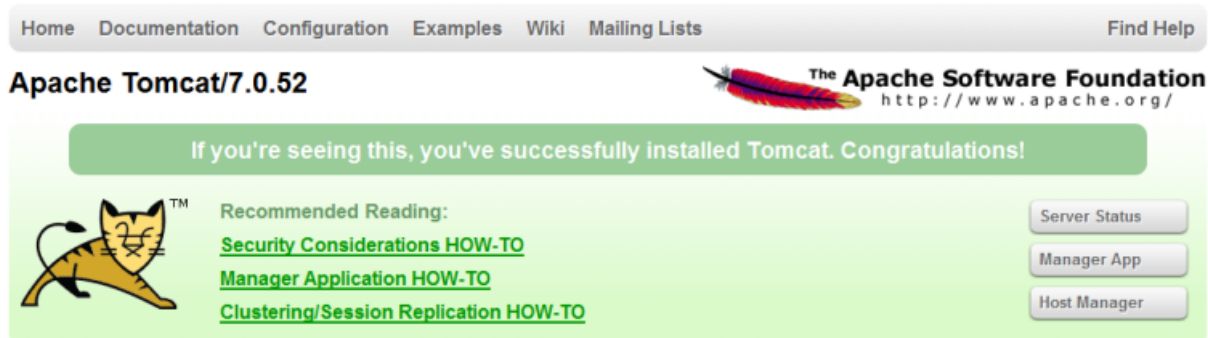 Home Documentation Configuration Examples Wiki Mailing Lists Find Help
Apache Tomcat/7.0.52
The Apache Software Foundation
http://www.apache.org/
If you're seeing this, you've successfully installed Tomcat. Congratulations!
TM
Recommended Reading:
Security Considerations HOW-TO
Manager Application HOW-TO
Clustering/Session Replication HOW-TO
Server Status
Manager App
Host Manager